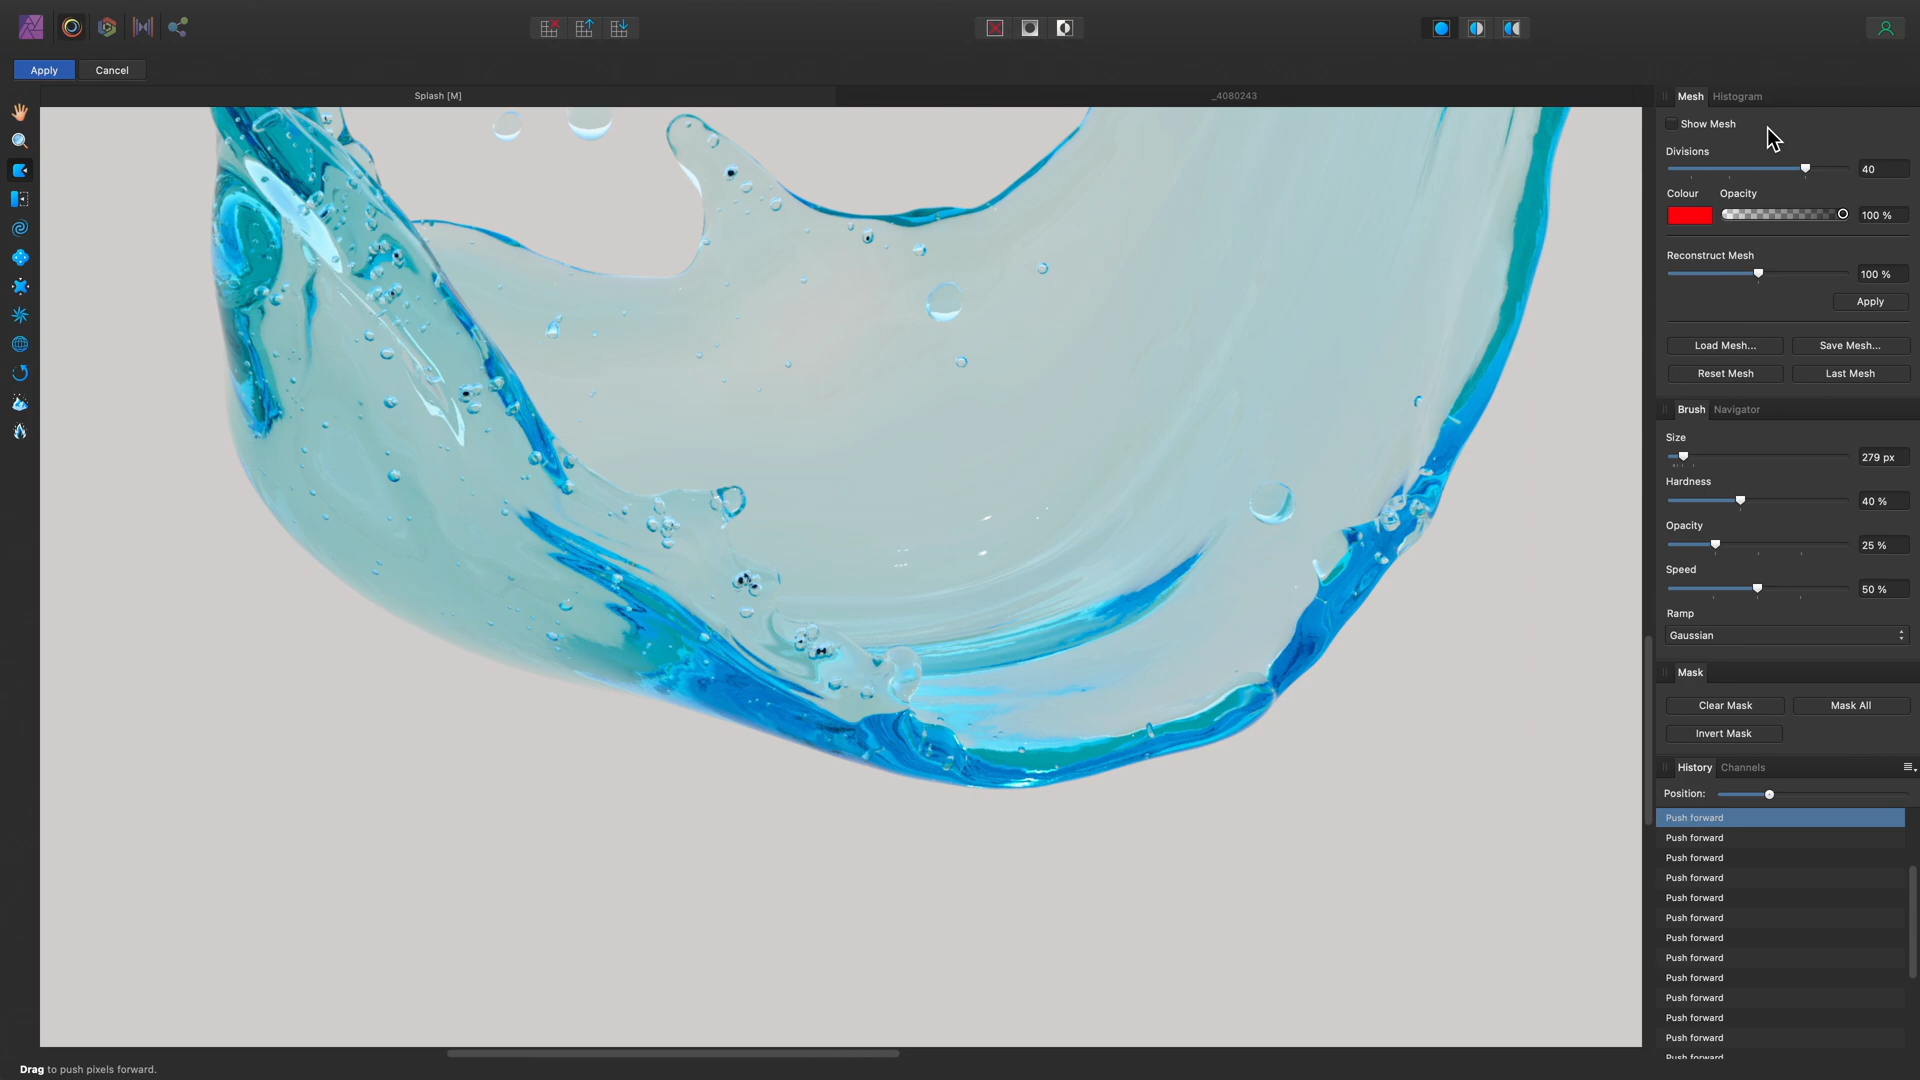 Apply
Cancel
Splash [M]
_4080243
Mesh
Histogram
Show Mesh
Divisions
40
Colour
Opacity
100 %
Reconstruct Mesh
100 %
Apply
Load Mesh...
Save Mesh...
Reset Mesh
Last Mesh
Brush
Navigator
Size
279 px
Hardness
40 %
Opacity
25 %
Speed
50 %
Ramp
Gaussian
Mask
Clear Mask
Mask All
Invert Mask
History
Channels
Position:
Push forward
Push forward
Push forward
Push forward
Push forward
Push forward
Push forward
Push forward
Push forward
Push forward
Push forward
Push forward
Push forward
Drag to push pixels forward.